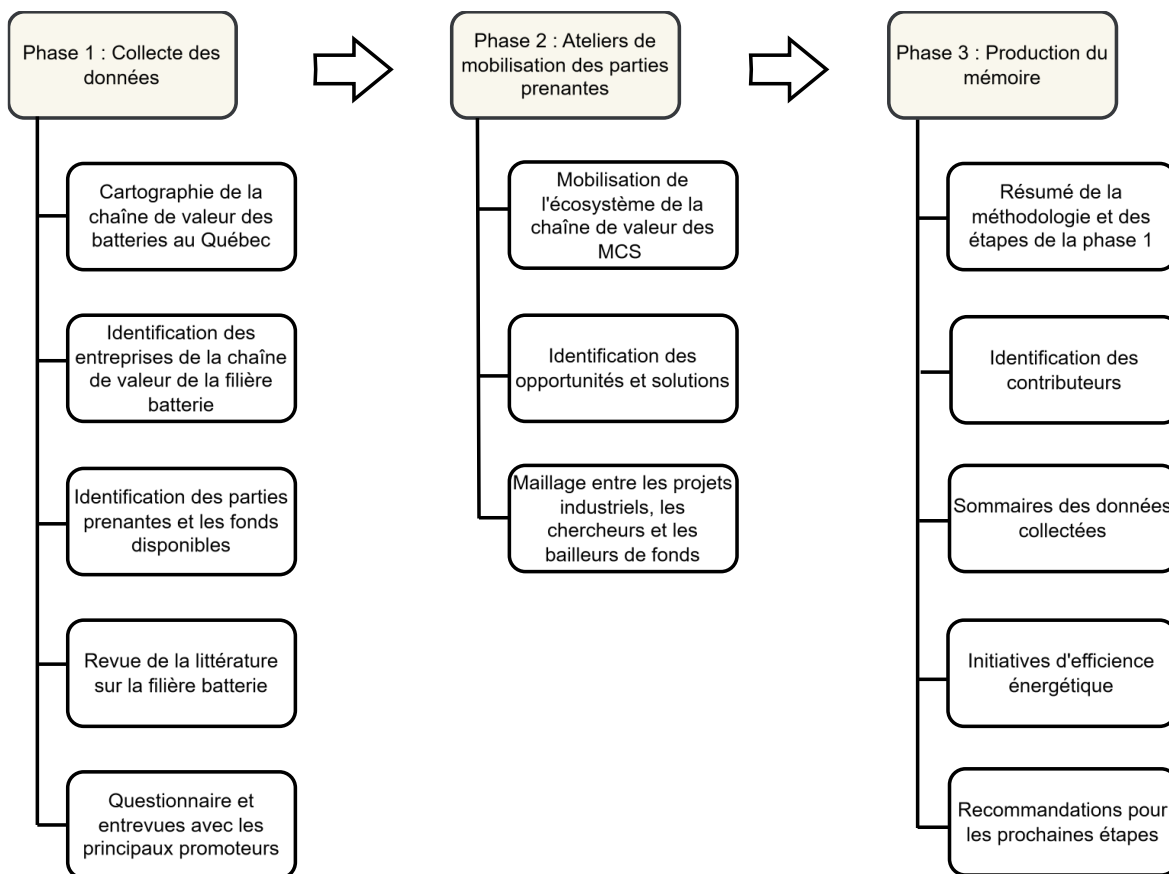 Phase 1 : Collecte des
données
Cartographie de la
chaîne de valeur des
batteries au Québec
Identification des
entreprises de la chaîne
de valeur de la filière
batterie
Identification des parties
prenantes et les fonds
disponibles
Revue de la littérature
sur la filière batterie
Questionnaire et
entrevues avec les
principaux promoteurs
Phase 2 : Ateliers de
mobilisation des parties
prenantes
Mobilisation de
l'écosystème de la
chaîne de valeur des
MCS
Identification des
opportunités et solutions
Maillage entre les projets
industriels, les
chercheurs et les
bailleurs de fonds
Phase 3 : Production du
mémoire
Résumé de la
méthodologie et des
étapes de la phase 1
Identification des
contributeurs
Sommaires des données
collectées
Initiatives d'efficience
énergétique
Recommandations pour
les prochaines étapes